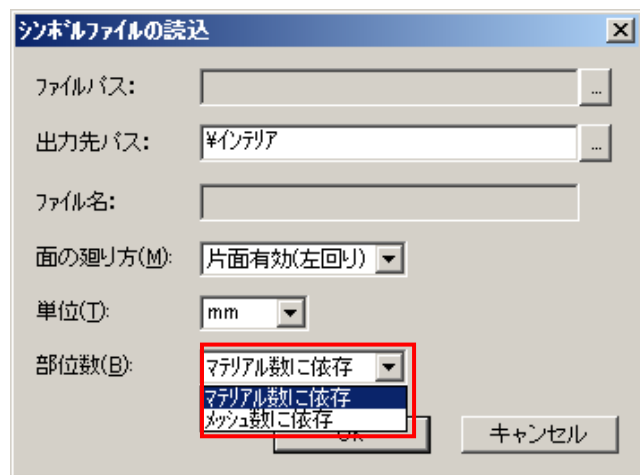 シンボルファイルの読込
ファイルパス:
...
出力先パス:
¥インテリア
...
ファイル名:
面の廻り方(M):
片面有効(左回り)
単位(T):
mm
部位数(B):
マテリアル数に依存
マテリアル数に依存
メッシュ数に依存
OK
キャンセル